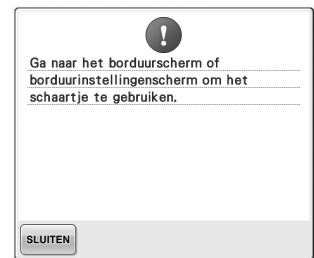 Ga naar het borduurscherm of
borduurinstellingenscherm om het
schaartje te gebruiken.
SLUITEN